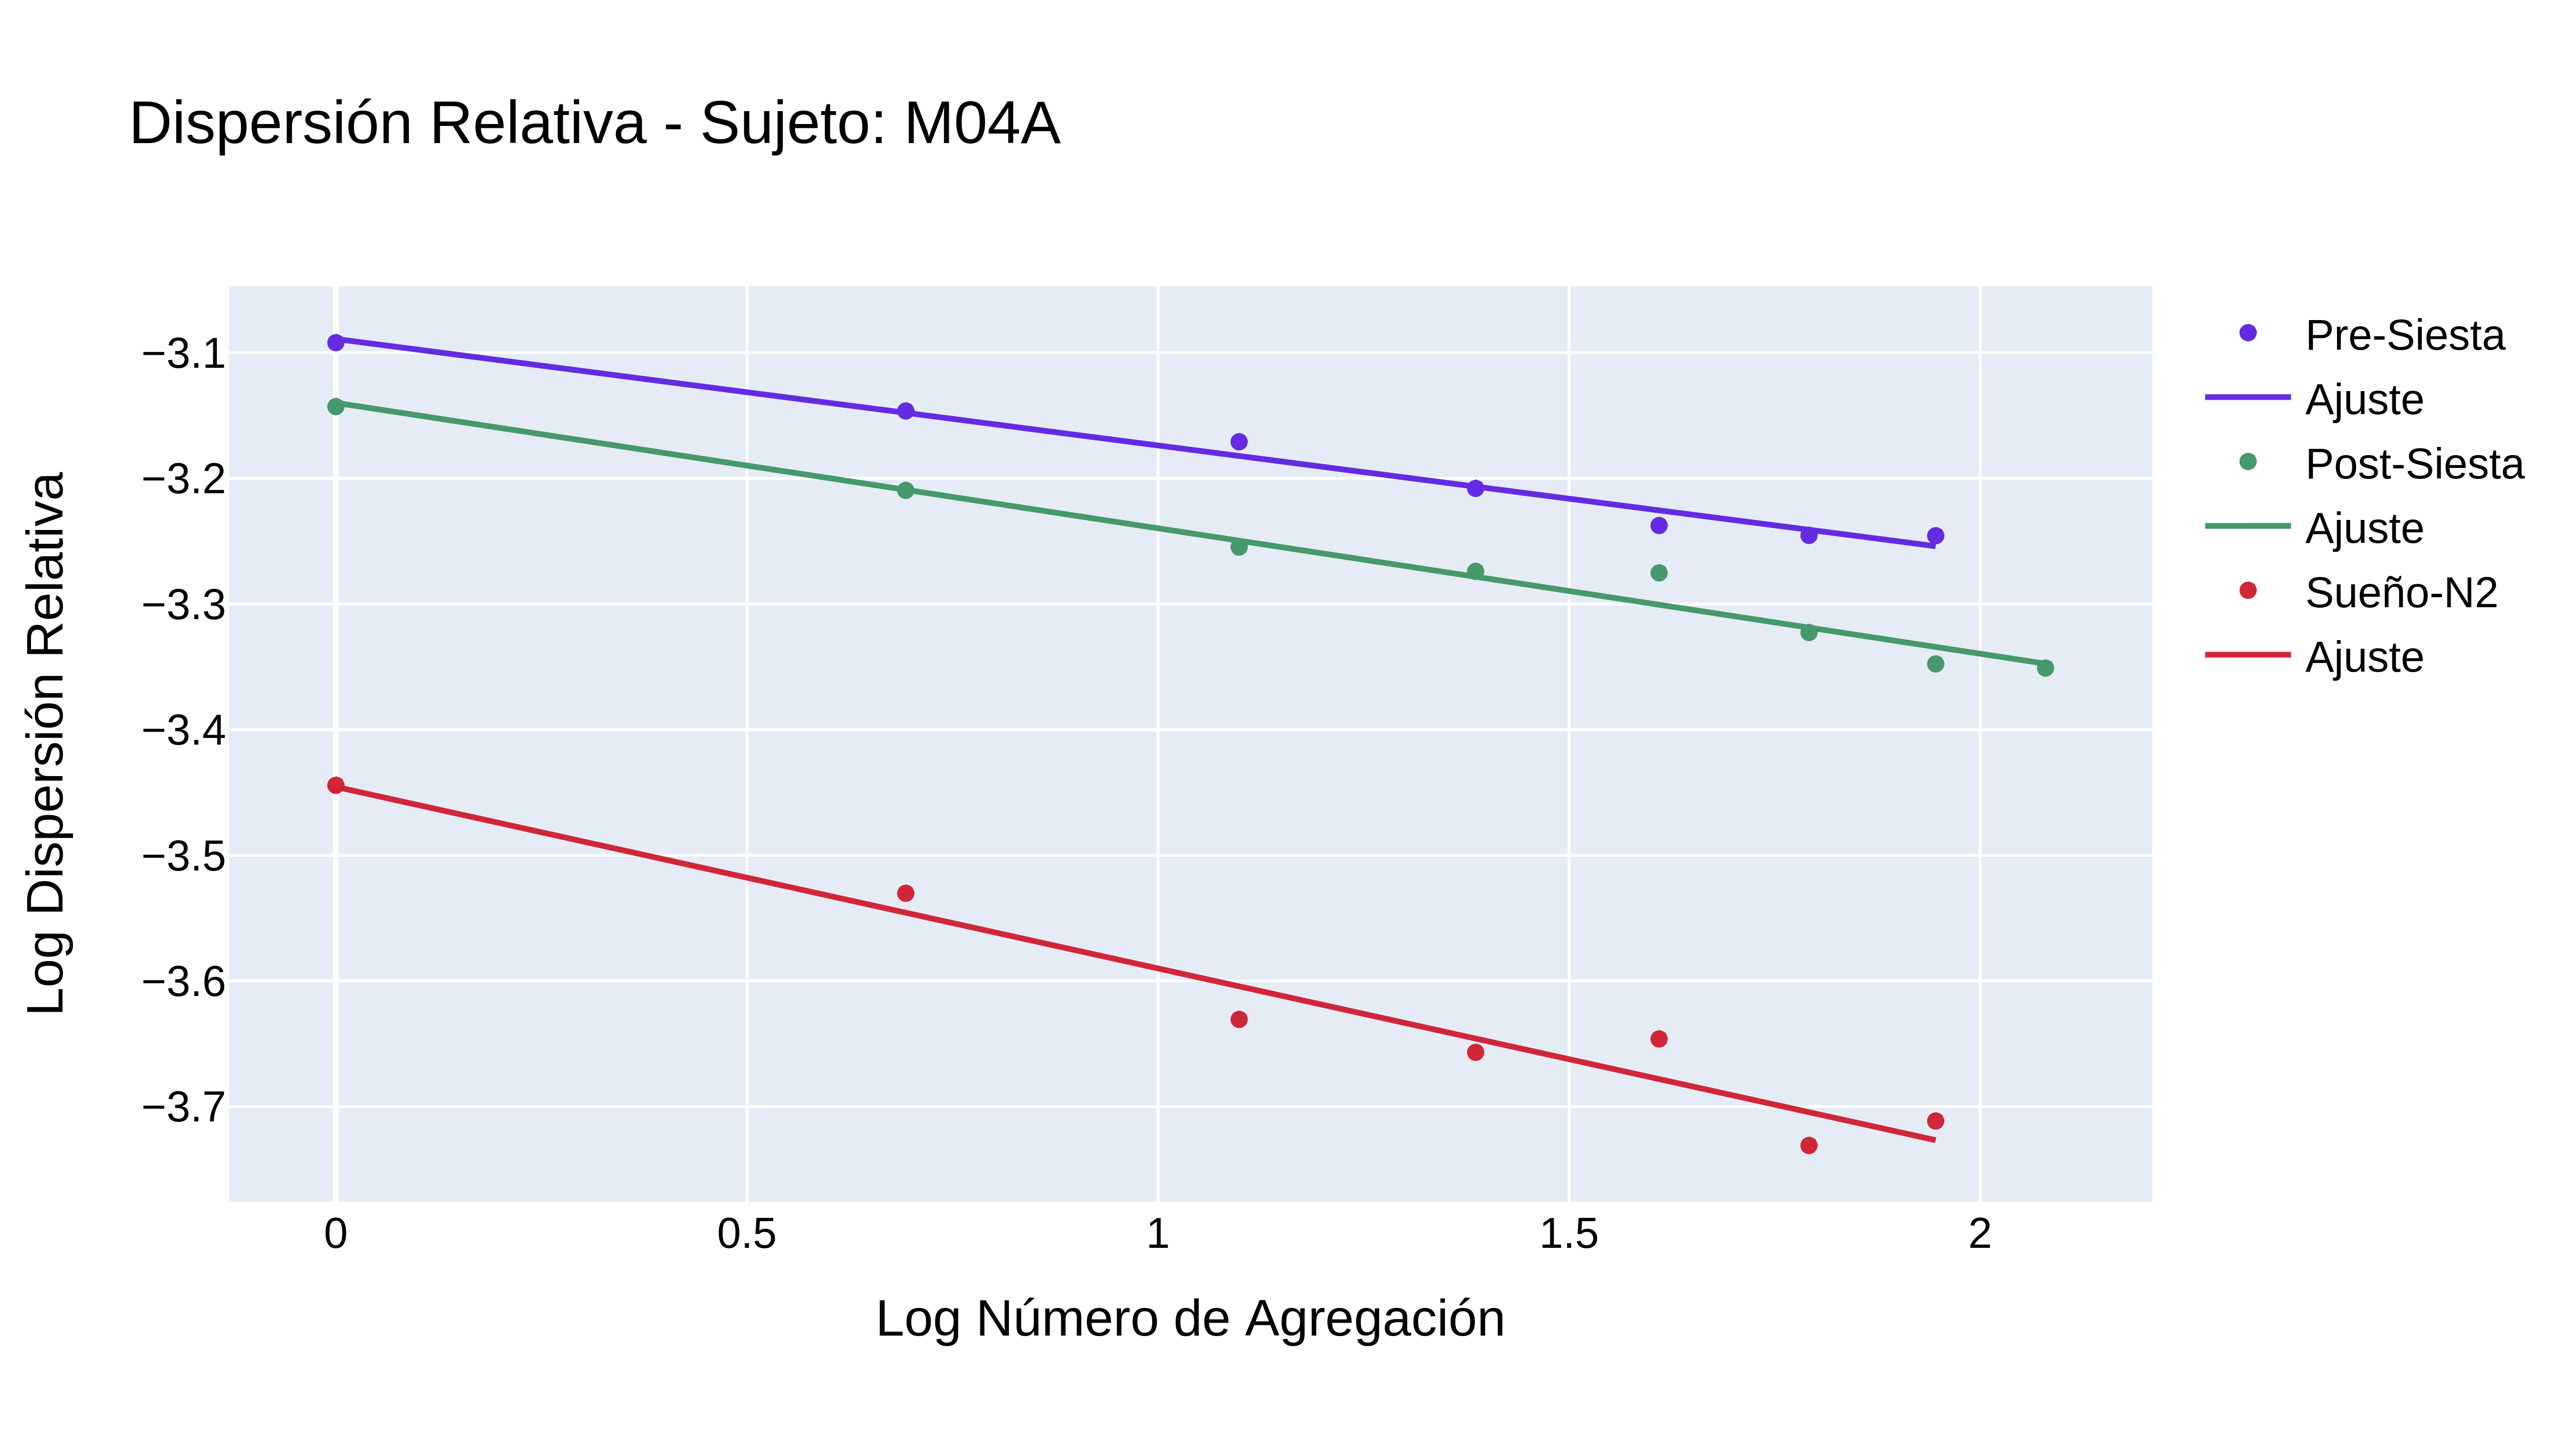 Dispersión Relativa - Sujeto: M04A
Log Dispersión Relativa
−3.1
−3.2
−3.3
−3.4
−3.5
−3.6
−3.7
0
0.5
1
1.5
2
Log Número de Agregación
Pre-Siesta
Ajuste
Post-Siesta
Ajuste
Sueño-N2
Ajuste